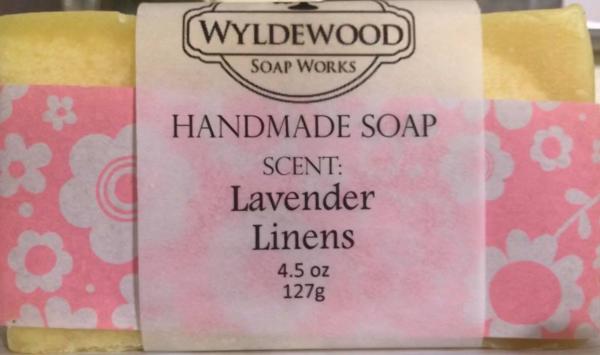 WYLDEWOOD
SOAP WORKS
HANDMADE SOAP
SCENT:
Lavender
Linens
4.5 oz
127g